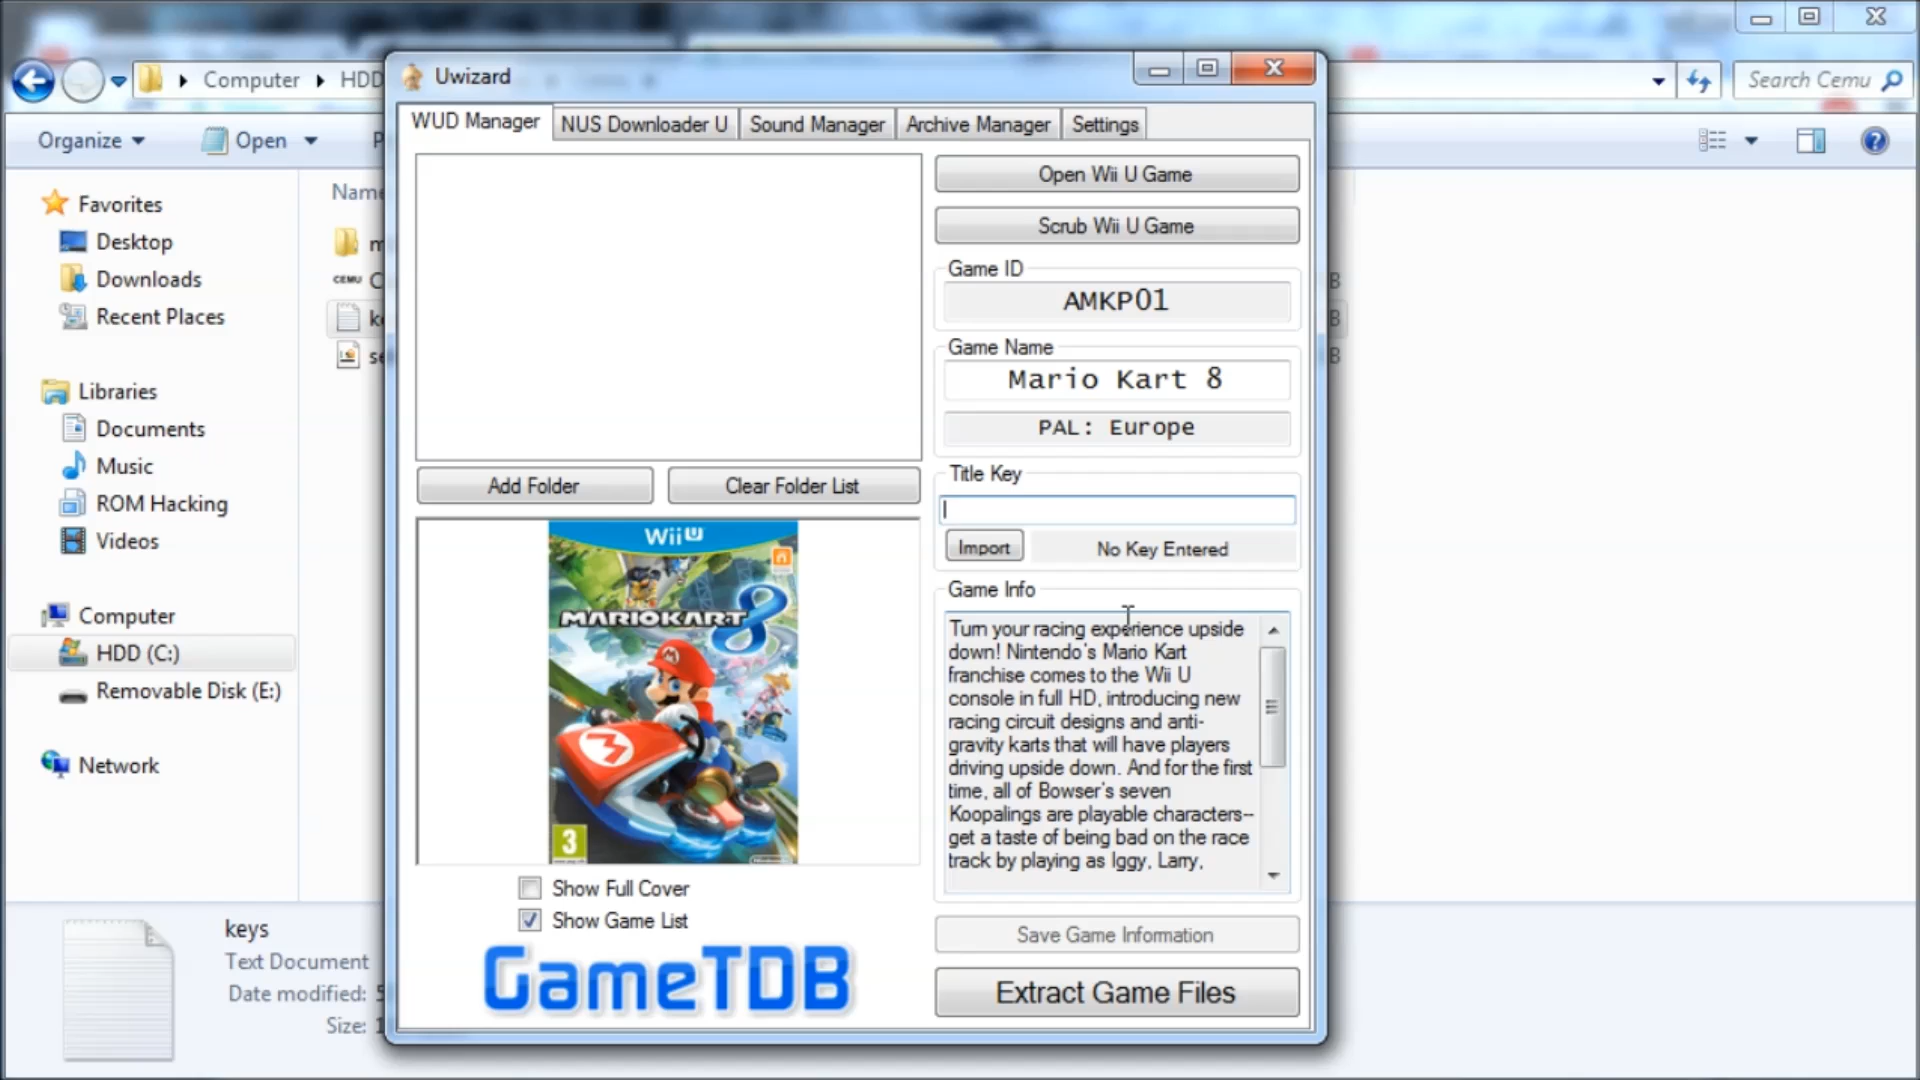 Computer
HDD
Search Cemu
Organize
Open
Favorites
Desktop
Downloads
Recent Places
Libraries
Documents
Music
ROM Hacking
Videos
Computer
HDD (C:)
Removable Disk (E:)
Network
Name
CEMU C
ke
se
B
B
B
keys
Text Document
Date modified: 5
Size: 1
Uwizard
WUD Manager
NUS Downloader U
Sound Manager
Archive Manager
Settings
Add Folder
Clear Folder List
Wii U
MARIOKART 8
3
Show Full Cover
Show Game List
GameTDB
Open Wii U Game
Scrub Wii U Game
Game ID
AMKP01
Game Name
Mario Kart 8
PAL: Europe
Title Key
Import
No Key Entered
Game Info
Turn your racing experience upside
down! Nintendo's Mario Kart
franchise comes to the Wii U
console in full HD, introducing new
racing circuit designs and anti-
gravity karts that will have players
driving upside down. And for the first
time, all of Bowser's seven
Koopalings are playable characters--
get a taste of being bad on the race
track by playing as Iggy, Larry,
Save Game Information
Extract Game Files